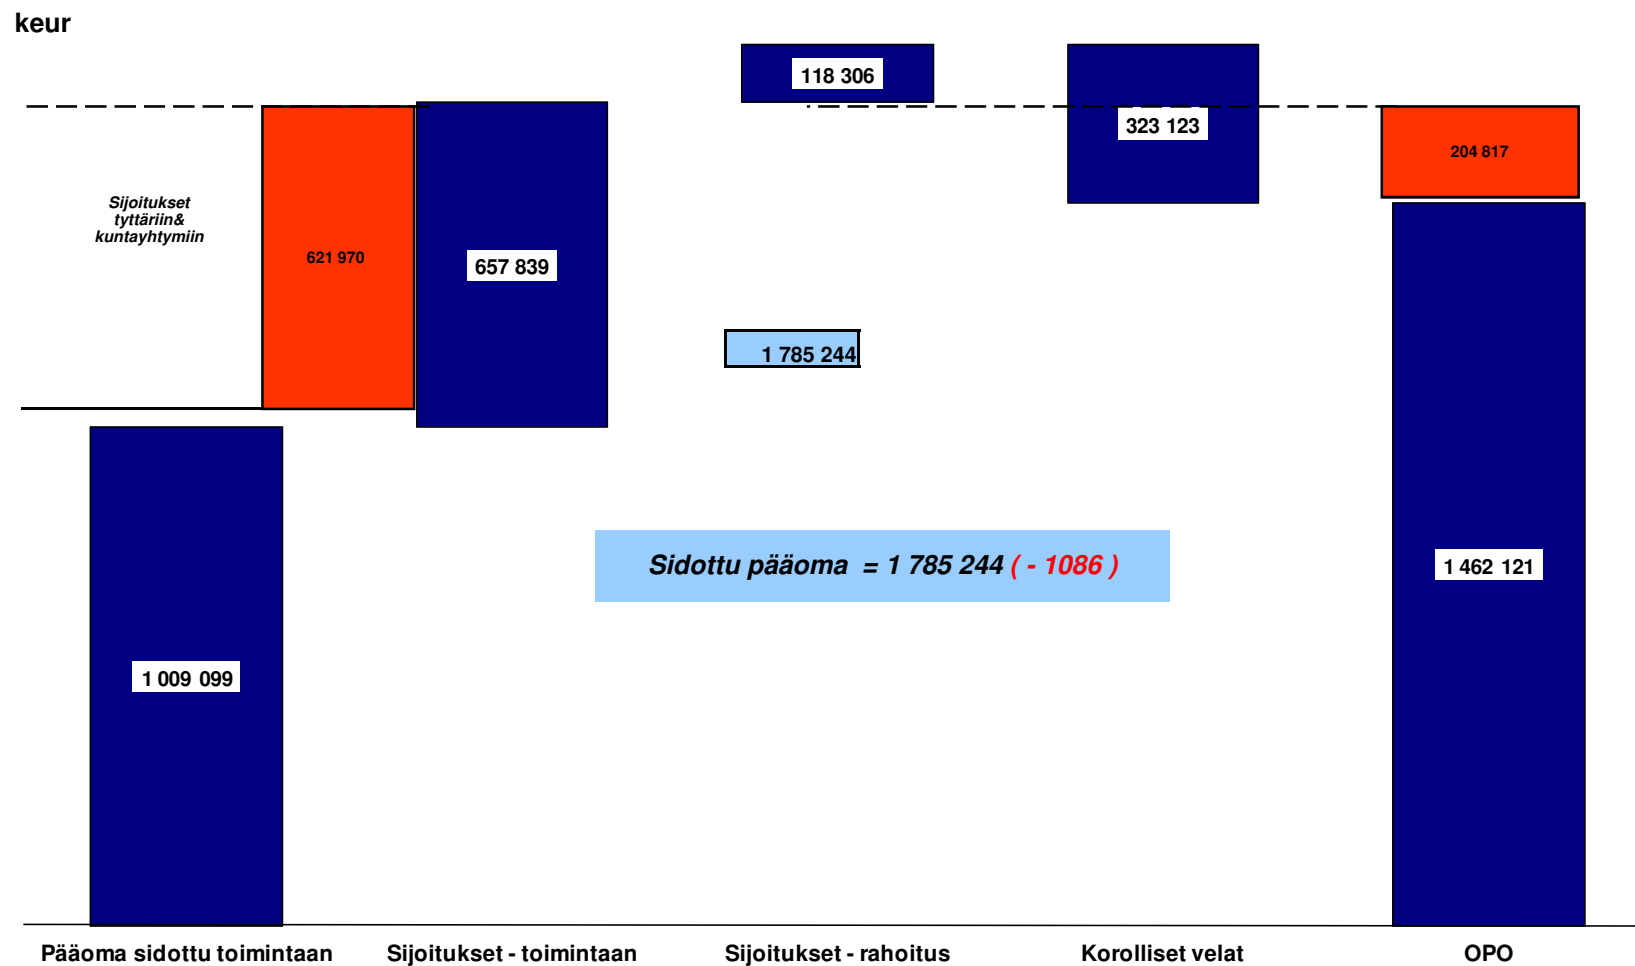 keur
118 306
323 123
204 817
Sijoitukset
tyttäriin&
kuntayhtymiin
621 970
657 839
1 785 244
Sidottu pääoma = 1 785 244 ( - 1086 )
1 462 121
1 009 099
Pääoma sidottu toimintaan
Sijoitukset - toimintaan
Sijoitukset - rahoitus
Korolliset velat
OPO